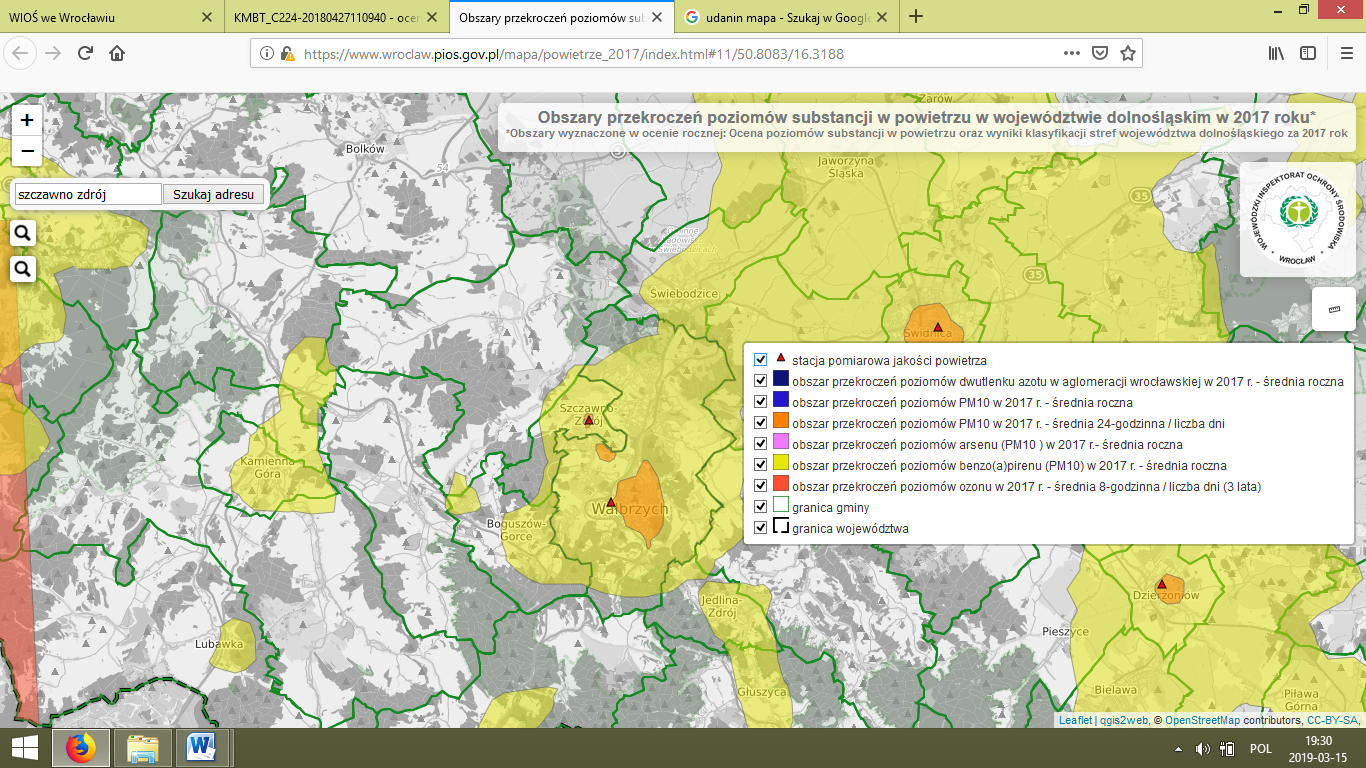 WIOŚ we Wrocławiu
KMBT_C224-20180427110940 - ocen
Obszary przekroczeń poziomów sub
udanin mapa - Szukaj w Google
https://www.wroclaw.pios.gov.pl/mapa/powietrze_2017/index.html#11/50.8083/16.3188
Obszary przekroczeń poziomów substancji w powietrzu w województwie dolnośląskim w 2017 roku*
*Obszary wyznaczone w ocenie rocznej: Ocena poziomów substancji w powietrzu oraz wyniki klasyfikacji stref województwa dolnośląskiego za 2017 rok
+
−
szczawno zdrój
Szukaj adresu
WOJEWÓDZKI INSPEKTORAT OCHRONY ŚRODOWISKA
WROCŁAW
Żarów
Bolków
54
Jaworzyna
Śląska
35
35
Świebodzice
Świdnica
Szczawno-
Zdrój
Kamienna
Góra
Wałbrzych
Boguszów-
Gorce
Jedlina-
Zdrój
Dzierżoniów
Pieszyce
Lubawka
Głuszyca
Bielawa
Piława
Górna
stacja pomiarowa jakości powietrza
obszar przekroczeń poziomów dwutlenku azotu w aglomeracji wrocławskiej w 2017 r. - średnia roczna
obszar przekroczeń poziomów PM10 w 2017 r. - średnia roczna
obszar przekroczeń poziomów PM10 w 2017 r. - średnia 24-godzinna / liczba dni
obszar przekroczeń poziomów arsenu (PM10 ) w 2017 r.- średnia roczna
obszar przekroczeń poziomów benzo(a)pirenu (PM10) w 2017 r. - średnia roczna
obszar przekroczeń poziomów ozonu w 2017 r. - średnia 8-godzinna / liczba dni (3 lata)
granica gminy
granica województwa
Leaflet | qgis2web, © OpenStreetMap contributors, CC-BY-SA,
POL
19:30
2019-03-15